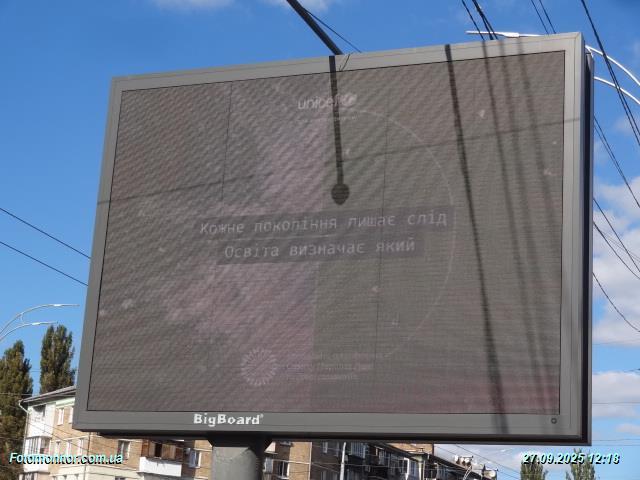 unicef
Кожне покоління лишає слід
Освіта визначає який
BigBoard
Fotomonitor.com.ua
27.09.2025 12:18